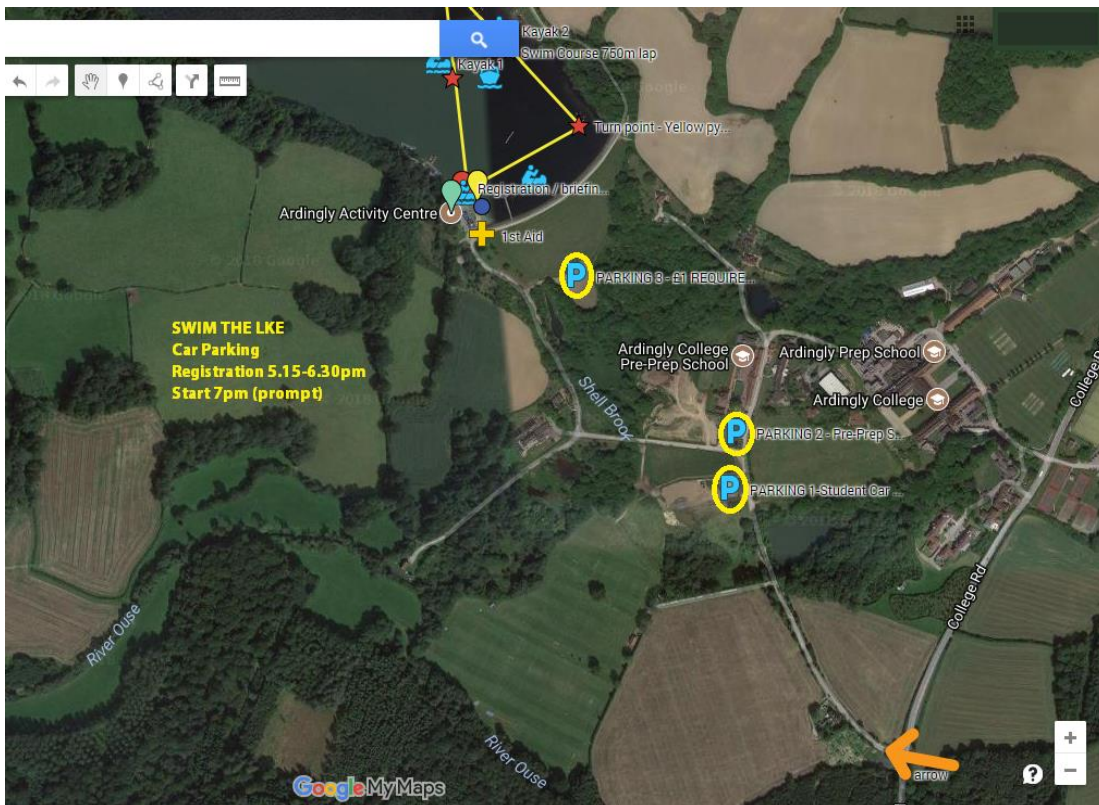 Kayak 2
Swim Course 750m lap
Kayak 1
Turn point - Yellow py...
Registration / briefin...
Ardingly Activity Centre
1st Aid
PARKING 3 - £1 REQUIRE...
SWIM THE LKE
Car Parking
Registration 5.15-6.30pm
Start 7pm (prompt)
Ardingly College
Pre-Prep School
Ardingly Prep School
College R
Ardingly College
Shell Brook
PARKING 2 - Pre-Prep S...
PARKING 1-Student Car ...
College Rd
River Ouse
River Ouse
arrow
Google My Maps